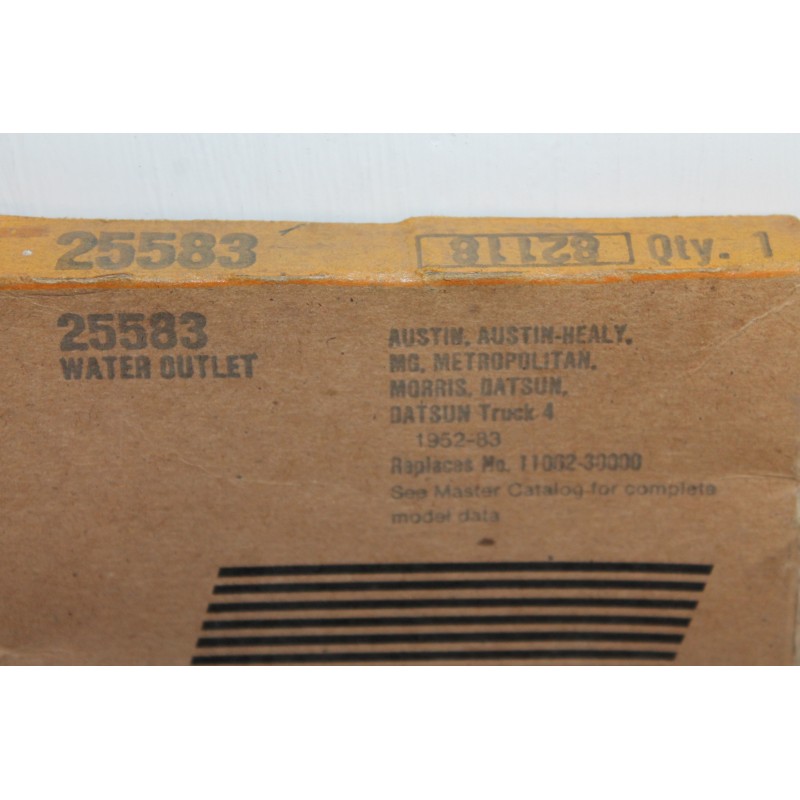 25583 82118 Qty. 1
25583
WATER OUTLET
AUSTIN, AUSTIN-HEALY,
MG, METROPOLITAN,
MORRIS, DATSUN,
DATSUN Truck 4
1952-83
Replaces No. 11062-30000
See Master Catalog for complete
model data